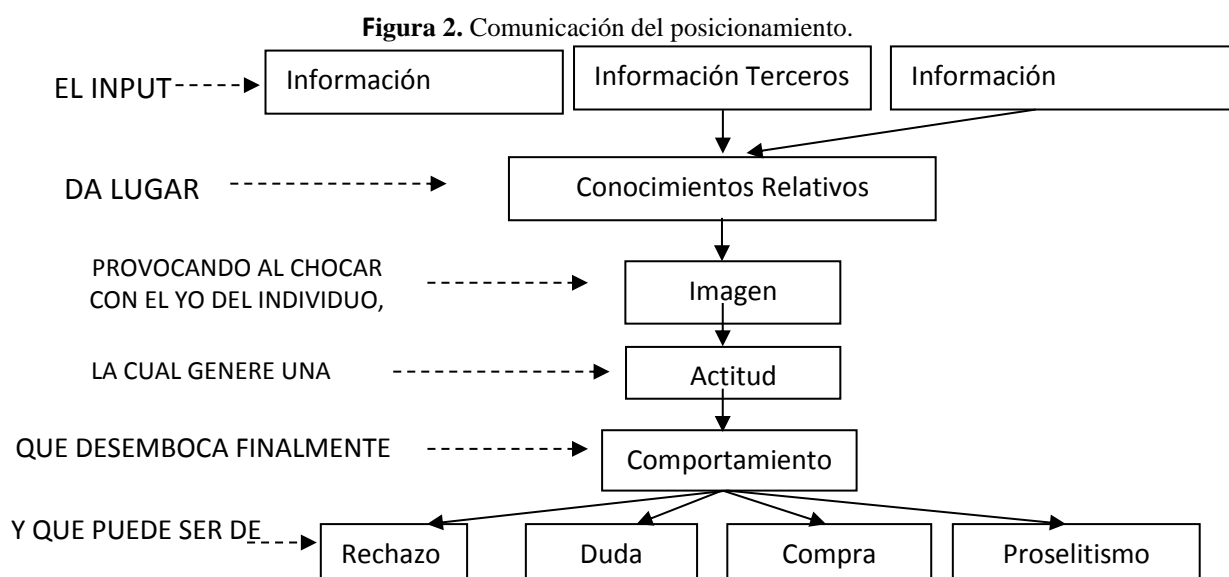 Figura 2. Comunicación del posicionamiento.
EL INPUT
Información
Información Terceros
Información
DA LUGAR
Conocimientos Relativos
PROVOCANDO AL CHOCAR
CON EL YO DEL INDIVIDUO,
Imagen
LA CUAL GENERE UNA
Actitud
QUE DESEMBOCA FINALMENTE
Comportamiento
Y QUE PUEDE SER DE
Rechazo
Duda
Compra
Proselitismo